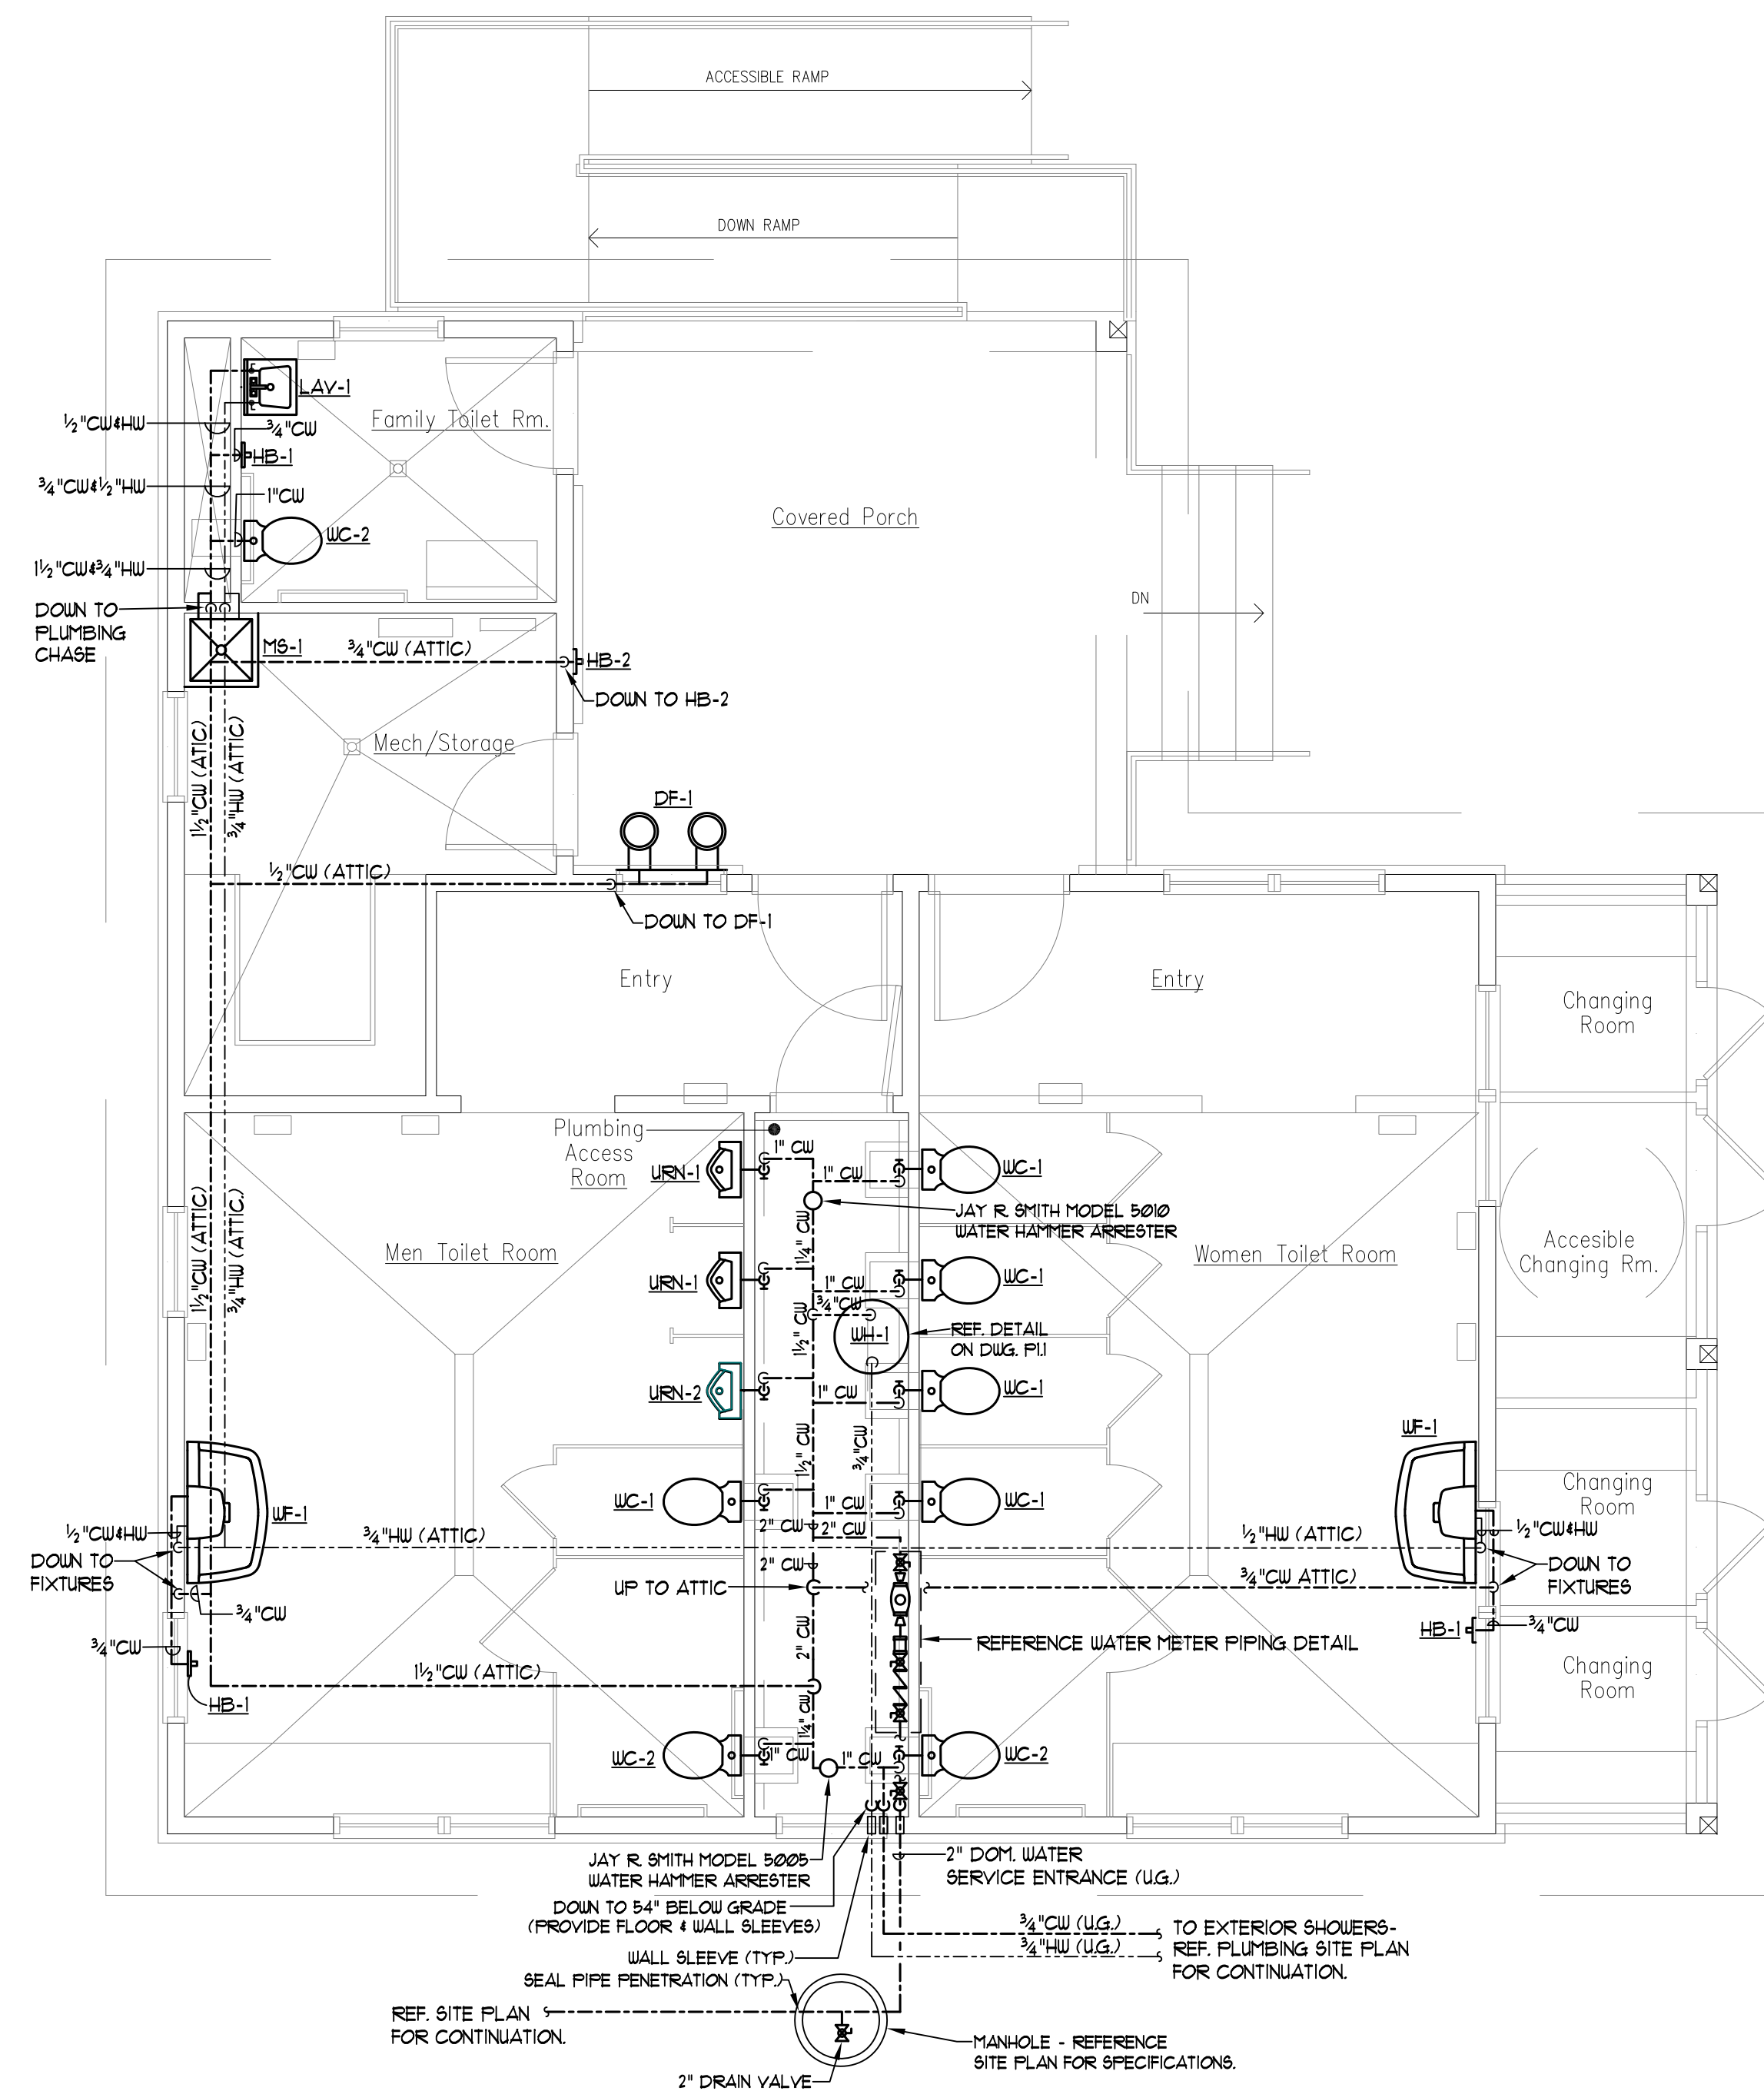 ACCESSIBLE RAMP
DOWN RAMP
LAV-1
½"CW&HW
¾"CW
Family Toilet Rm.
HB-1
¾"CW&½"HW
1"CW
Covered Porch
WC-2
1½"CW&¾"HW
DOWN TO
PLUMBING
CHASE
DN
MS-1
¾"CW (ATTIC)
HB-2
DOWN TO HB-2
1½"CW (ATTIC)
¾"HW (ATTIC)
Mech/Storage
DF-1
½"CW (ATTIC)
DOWN TO DF-1
Entry
Entry
Changing
Room
Plumbing
Access
Room
1" CW
URN-1
1" CW
WC-1
JAY R. SMITH MODEL 5010
WATER HAMMER ARRESTER
1½"CW (ATTIC)
¾"HW (ATTIC)
1¼" CW
Men Toilet Room
Women Toilet Room
Accesible
Changing Rm.
URN-1
1" CW
WC-1
¾"CW
1½" CW
WH-1
REF. DETAIL
ON DWG. P1.1
URN-2
1" CW
WC-1
WF-1
1½" CW
¾"CW
Changing
Room
WC-1
1" CW
WC-1
WF-1
½"CW&HW
¾"HW (ATTIC)
2" CW
2" CW
½"HW (ATTIC)
½"CW&HW
DOWN TO
FIXTURES
2" CW
DOWN TO
FIXTURES
UP TO ATTIC
¾"CW ATTIC)
¾"CW
¾"CW
HB-1
¾"CW
2" CW
REFERENCE WATER METER PIPING DETAIL
Changing
Room
1½"CW (ATTIC)
HB-1
1¼" CW
WC-2
1" CW
1" CW
WC-2
JAY R. SMITH MODEL 5005
WATER HAMMER ARRESTER
2" DOM. WATER
SERVICE ENTRANCE (U.G.)
DOWN TO 54" BELOW GRADE
(PROVIDE FLOOR & WALL SLEEVES)
¾"CW (U.G.)
¾"HW (U.G.)
TO EXTERIOR SHOWERS-
REF. PLUMBING SITE PLAN
FOR CONTINUATION.
WALL SLEEVE (TYP.)
SEAL PIPE PENETRATION (TYP.)
REF. SITE PLAN
FOR CONTINUATION.
MANHOLE - REFERENCE
SITE PLAN FOR SPECIFICATIONS.
2" DRAIN VALVE